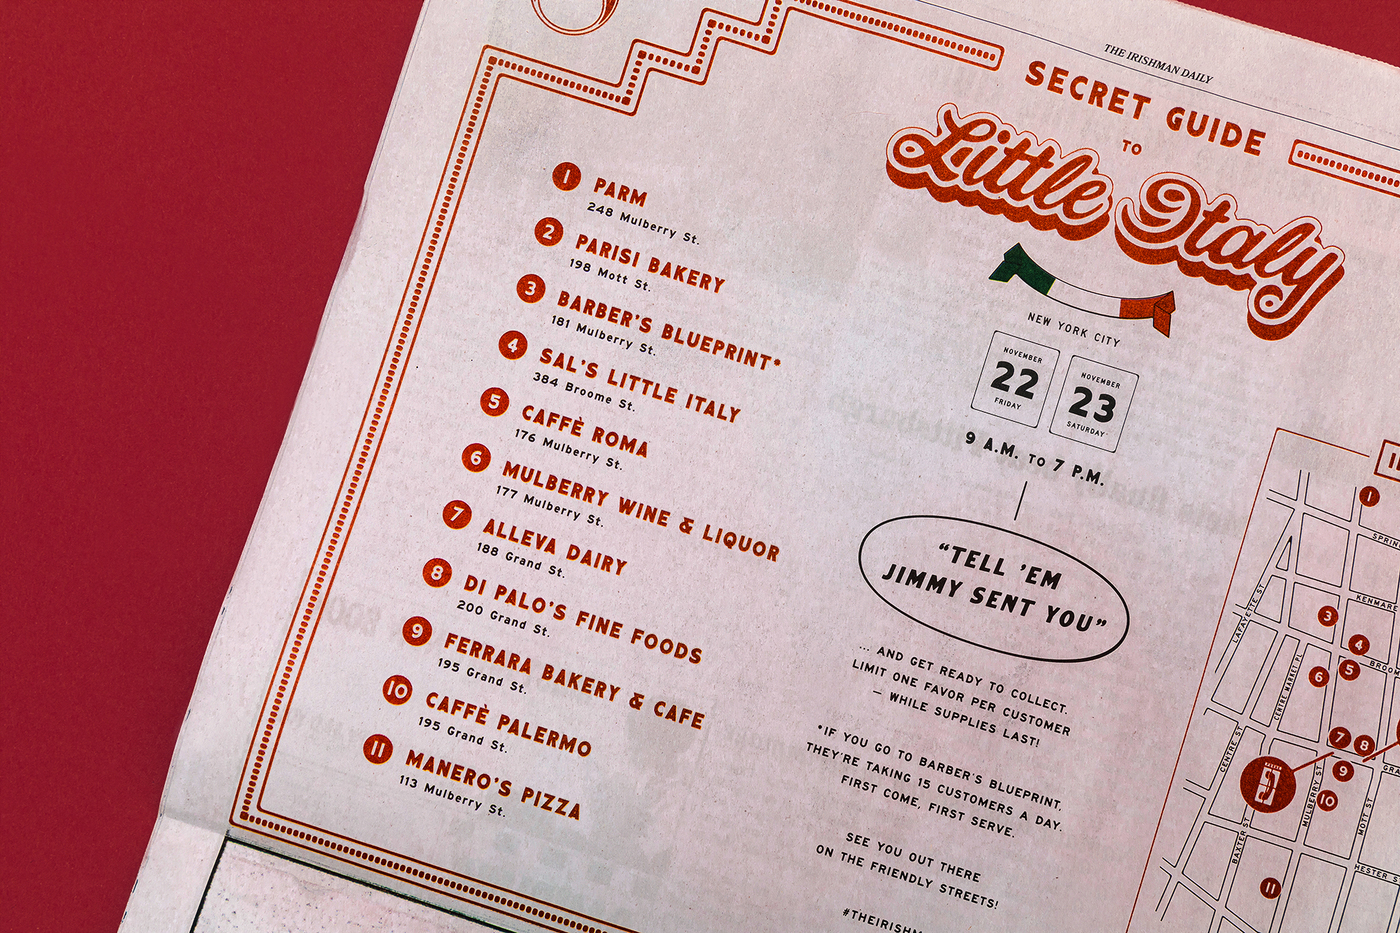 THE IRISHMAN DAILY
SECRET GUIDE
TO
Little Italy
NEW YORK CITY
NOVEMBER
22
FRIDAY
NOVEMBER
23
SATURDAY
9 A.M. TO 7 P.M.
“TELL ’EM
JIMMY SENT YOU”
... AND GET READY TO COLLECT.
LIMIT ONE FAVOR PER CUSTOMER
– WHILE SUPPLIES LAST!
*IF YOU GO TO BARBER'S BLUEPRINT,
THEY'RE TAKING 15 CUSTOMERS A DAY.
FIRST COME, FIRST SERVE.
SEE YOU OUT THERE
ON THE FRIENDLY STREETS!
#THEIRISHM
1 PARM
248 Mulberry St.
2 PARISI BAKERY
198 Mott St.
3 BARBER'S BLUEPRINT*
181 Mulberry St.
4 SAL'S LITTLE ITALY
384 Broome St.
5 CAFFÈ ROMA
176 Mulberry St.
6 MULBERRY WINE & LIQUOR
177 Mulberry St.
7 ALLEVA DAIRY
188 Grand St.
8 DI PALO'S FINE FOODS
200 Grand St.
9 FERRARA BAKERY & CAFE
195 Grand St.
10 CAFFÈ PALERMO
195 Grand St.
11 MANERO'S PIZZA
113 Mulberry St.
1
SPRIN
KENMARE
LAFAYETTE ST
3
4
BROOM
5
6
CENTRE MARKET PL
CENTRE ST
7
8
GRA
9
10
MULBERRY ST
MOTT ST
BAXTER ST
HESTER S
11